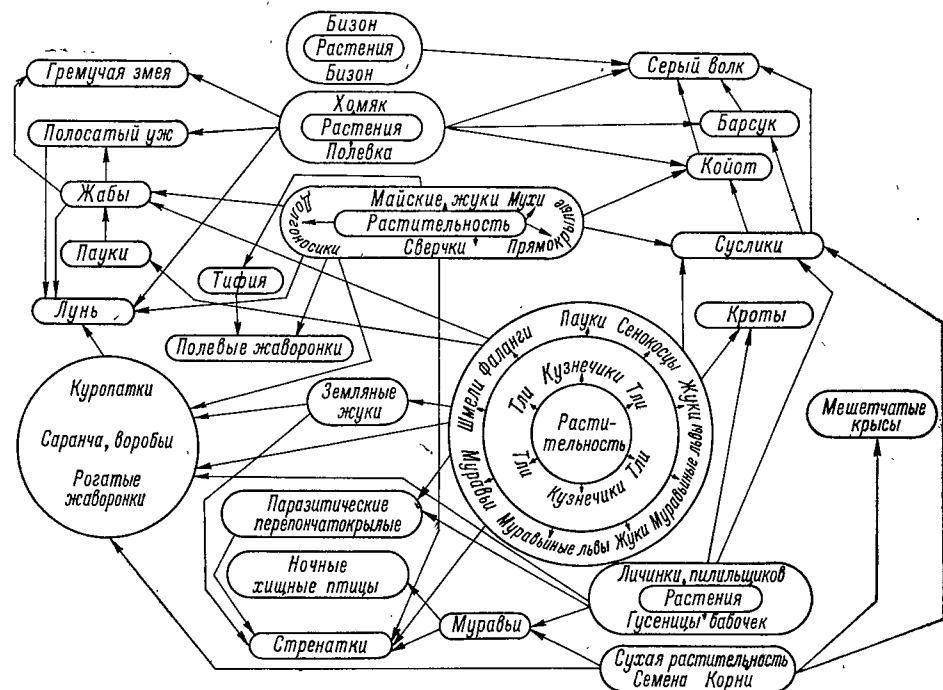 Бизон
Растения
Бизон
Гремучая змея
Серый волк
Хомяк
Растения
Полевка
Полосатый уж
Барсук
Койот
Жабы
Майские жуки Мухи
Долгоносики
Растительность
Прямокрылые
Сверчки
Прямокрылые
Суслики
Пауки
Тифия
Лунь
Кроты
Полевые жаворонки
Шмели Фаланги Пауки Сенокосцы Жуки
Муравьиные львы
Жуки
Муравьиные львы
Муравьи
Тли Кузнечики Тли
Тли Кузнечики Тли
Расти-
тельность
Куропатки
Саранча, воробьи
Рогатые
жаворонки
Земляные
жуки
Мешетчатые
крысы
Паразитические
перепончатокрылые
Ночные
хищные птицы
Личинки пилильщиков
Растения
Гусеницы бабочек
Муравьи
Стренатки
Сухая растительность
Семена Корни